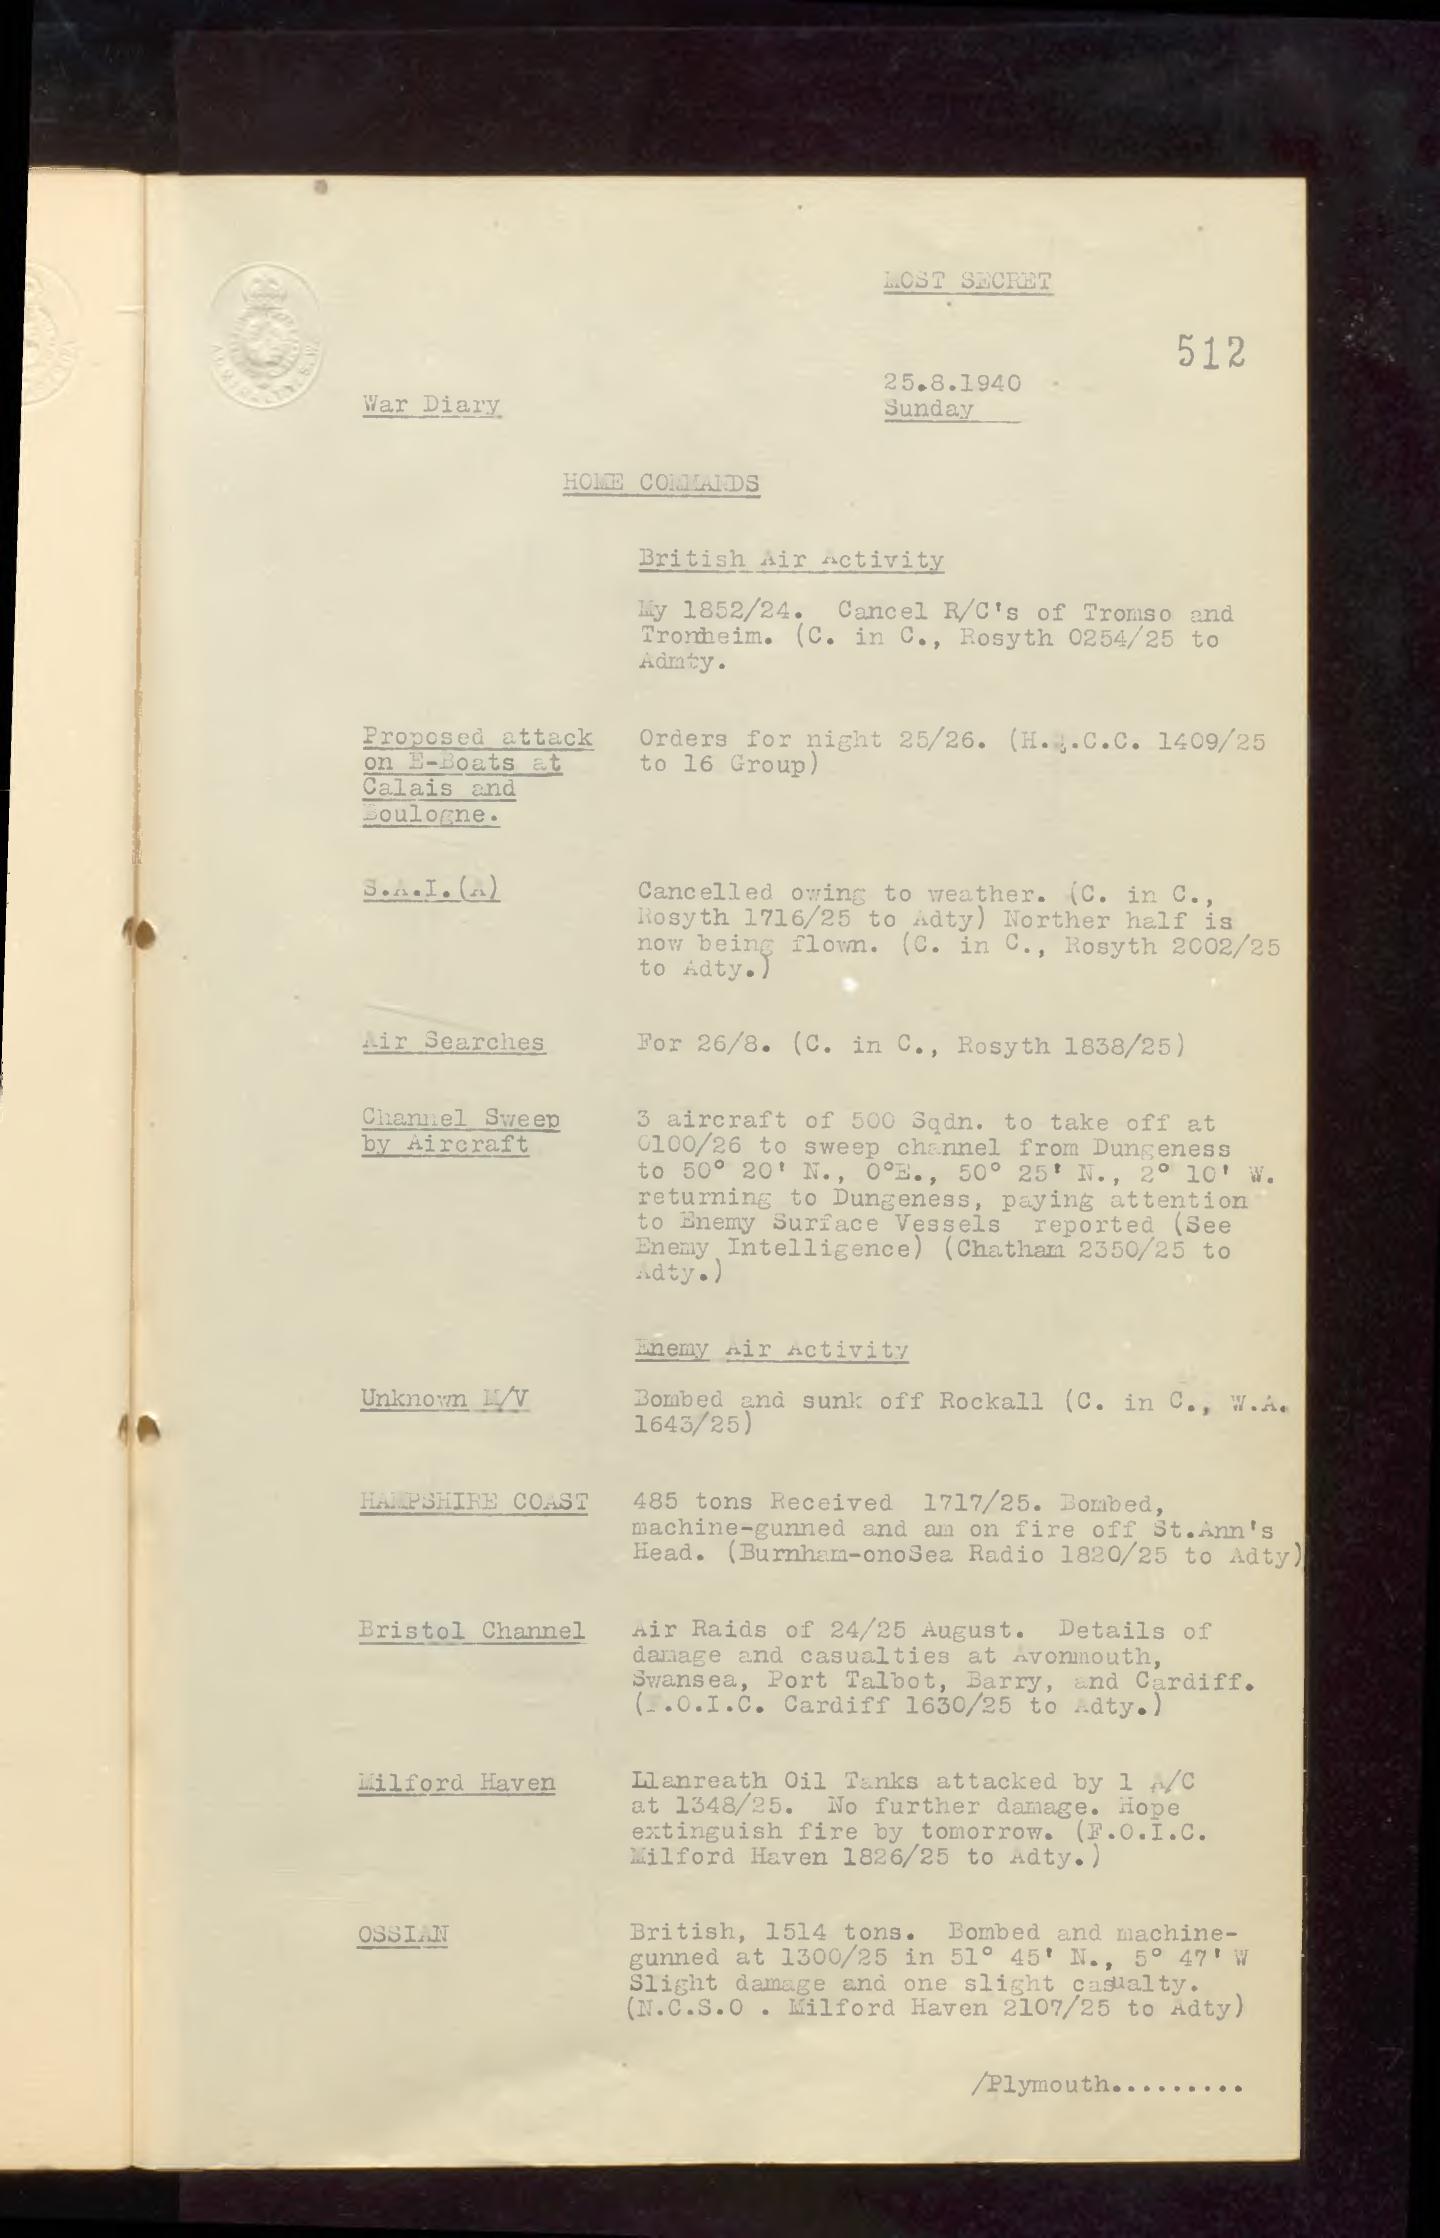 MOST SECRET
512
25.8.1940
War Diary
Sunday
HOME COMMANDS
British Air Activity
My 1852/24. Cancel R/C's of Tromso and
Tronheim. (C. in C., Rosyth 0254/25 to
Admty.
Proposed attack
on E-Boats at
Calais and
Boulogne.
Orders for night 25/26. (H. .C.C. 1409/25
to 16 Group)
S.A.I.(A)
Cancelled owing to weather. (C. in C.,
Rosyth 1716/25 to Adty) Norther half is
now being flown. (C. in C., Rosyth 2002/25
to Adty.)
Air Searches
For 26/8. (C. in C., Rosyth 1838/25)
Channel Sweep
by Aircraft
3 aircraft of 500 Sqdn. to take off at
0100/26 to sweep channel from Dungeness
to 50° 20' N., 0°E., 50° 25' N., 2° 10' W.
returning to Dungeness, paying attention
to Enemy Surface Vessels reported (See
Enemy Intelligence) (Chatham 2350/25 to
Adty.)
Enemy Air Activity
Unknown M/V
Bombed and sunk off Rockall (C. in C., W.A.
1643/25)
HAMPSHIRE COAST
485 tons Received 1717/25. Bombed,
machine-gunned and am on fire off St.Ann's
Head. (Burnham-onoSea Radio 1820/25 to Adty)
Bristol Channel
Air Raids of 24/25 August. Details of
damage and casualties at Avonmouth,
Swansea, Port Talbot, Barry, and Cardiff.
(F.O.I.C. Cardiff 1630/25 to Adty.)
Milford Haven
Llanreath Oil Tanks attacked by 1 A/C
at 1348/25. No further damage. Hope
extinguish fire by tomorrow. (F.O.I.C.
Milford Haven 1826/25 to Adty.)
OSSIAN
British, 1514 tons. Bombed and machine-
gunned at 1300/25 in 51° 45' N., 5° 47' W
Slight damage and one slight casualty.
(N.C.S.O . Milford Haven 2107/25 to Adty)
/Plymouth.........